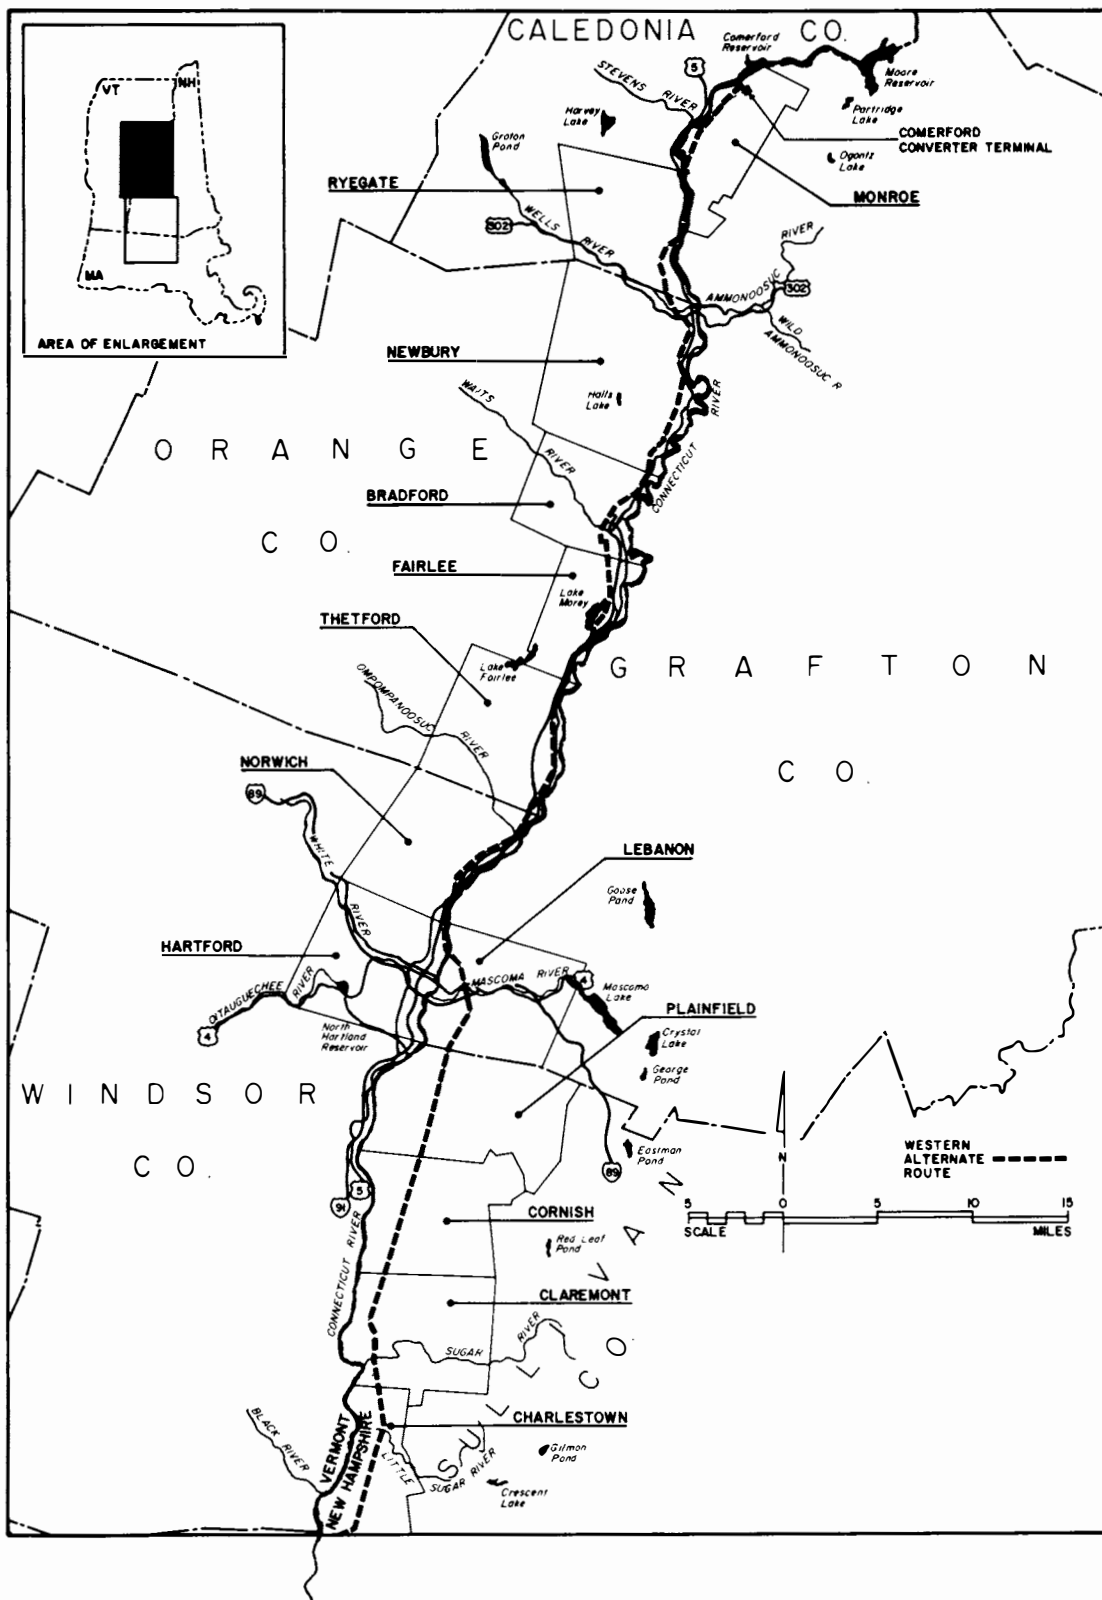 CALEDONIA CO.
VT
NH
MA
AREA OF ENLARGEMENT
Comerford
Reservoir
5
STEVENS RIVER
Moore
Reservoir
Harvey
Lake
Partridge
Lake
COMERFORD
CONVERTER TERMINAL
Groton
Pond
Ogontz
Lake
RYEGATE
MONROE
WELLS RIVER
302
RIVER
AMMONOOSUC
302
WILD
AMMONOOSUC R
NEWBURY
WAITS RIVER
Halls
Lake
CONNECTICUT RIVER
ORANGE
CO.
BRADFORD
FAIRLEE
Lake
Morey
THETFORD
Lake
Fairlee
GRAFTON
CO.
OMPOMPANOOSUC RIVER
NORWICH
89
WHITE RIVER
LEBANON
Goose
Pond
HARTFORD
OTTAUQUECHEE RIVER
4
North
Hartland
Reservoir
MASCOMA RIVER
4
Mascoma
Lake
PLAINFIELD
Crystal
Lake
George
Pond
WINDSOR
CO.
Eastman
Pond
89
N
WESTERN
ALTERNATE
ROUTE
5 0 5 10 15
SCALE MILES
91
5
CONNECTICUT RIVER
CORNISH
Red Leaf
Pond
CLAREMONT
SUGAR RIVER
SULLIVAN
CO.
CHARLESTOWN
BLACK RIVER
VERMONT
NEW HAMPSHIRE
LITTLE
SUGAR RIVER
Gilman
Pond
Crescent
Lake